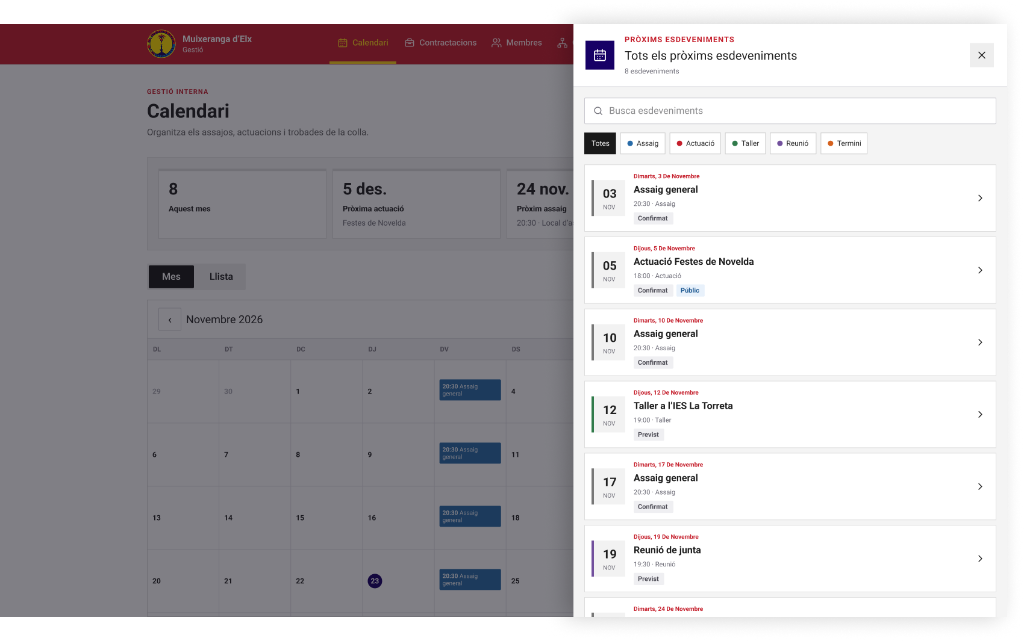 Muixeranga d'Elx
Gestió
Calendari
Contractacions
Membres
GESTIÓ INTERNA
Calendari
Organitza els assajos, actuacions i trobades de la colla.
8
Aquest mes
5 des.
Pròxima actuació
Festes de Novelda
24 nov.
Pròxim assaig
20:30 · Local d'a
Mes
Llista
‹ Novembre 2026
DL DT DC DJ DV DS
29 30 1 2 20:30 Assaig general 4
6 7 8 9 20:30 Assaig general 11
13 14 15 16 20:30 Assaig general 18
20 21 22 23 20:30 Assaig general 25
PRÒXIMS ESDEVENIMENTS
Tots els pròxims esdeveniments
8 esdeveniments
Busca esdeveniments
Totes Assaig Actuació Taller Reunió Termini
Dimarts, 3 De Novembre
03 NOV
Assaig general
20:30 · Assaig
Confirmat
Dijous, 5 De Novembre
05 NOV
Actuació Festes de Novelda
18:00 · Actuació
Confirmat Públic
Dimarts, 10 De Novembre
10 NOV
Assaig general
20:30 · Assaig
Confirmat
Dijous, 12 De Novembre
12 NOV
Taller a l'IES La Torreta
19:00 · Taller
Previst
Dimarts, 17 De Novembre
17 NOV
Assaig general
20:30 · Assaig
Confirmat
Dijous, 19 De Novembre
19 NOV
Reunió de junta
19:30 · Reunió
Previst
Dimarts, 24 De Novembre